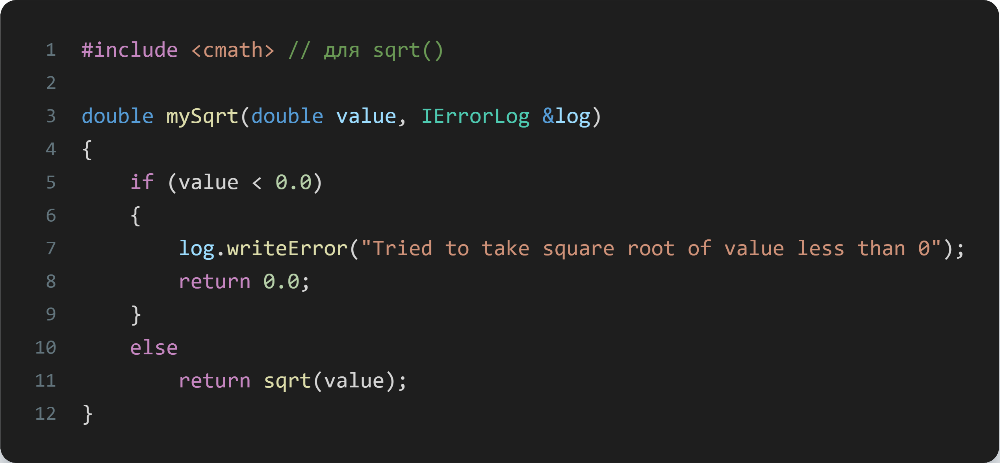 1 #include <cmath> // для sqrt()
2
3 double mySqrt(double value, IErrorLog &log)
4 {
5     if (value < 0.0)
6     {
7         log.writeError("Tried to take square root of value less than 0");
8         return 0.0;
9     }
10     else
11         return sqrt(value);
12 }